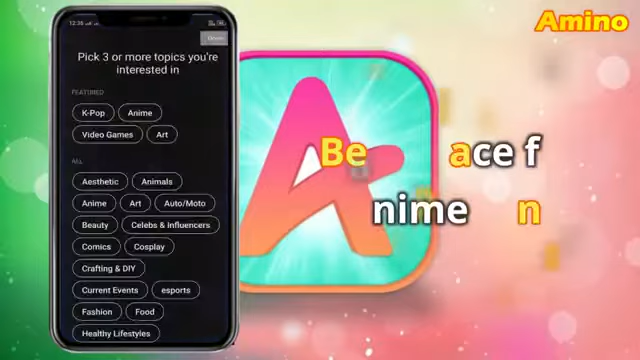 Amino
12:36
Pick 3 or more topics you're
interested in
FEATURED
K-Pop
Anime
Video Games
Art
ALL
Aesthetic
Animals
Anime
Art
Auto/Moto
Beauty
Celebs & Influencers
Comics
Cosplay
Crafting & DIY
Current Events
esports
Fashion
Food
Healthy Lifestyles
Be ace f
nime n